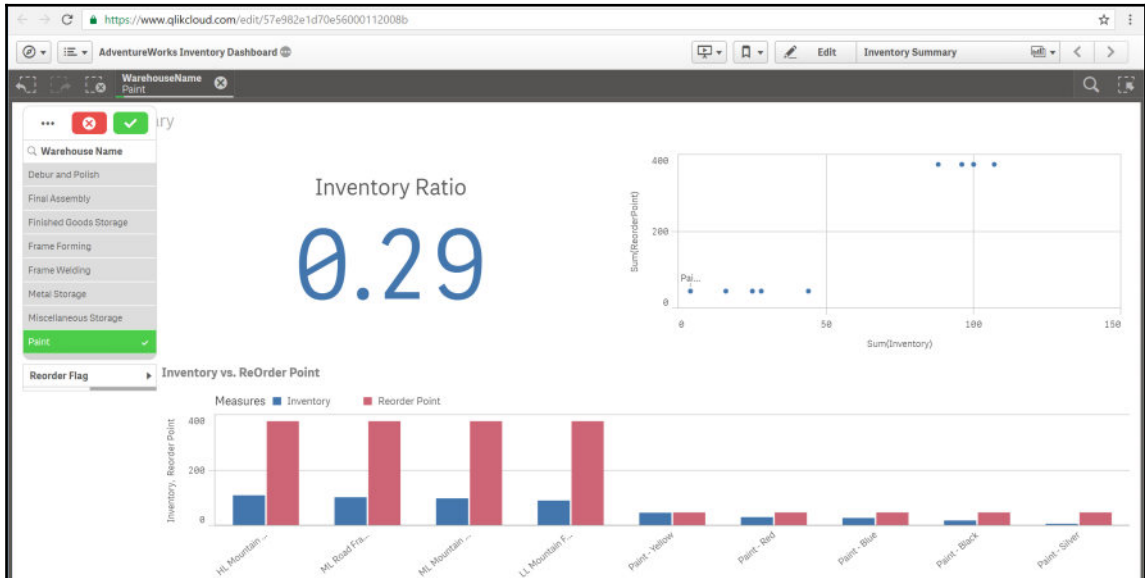 https://www.qlikcloud.com/edit/57e982e1d70e56000112008b
AdventureWorks Inventory Dashboard
Edit
Inventory Summary
WarehouseName
Paint
ry
Warehouse Name
Debur and Polish
Final Assembly
Finished Goods Storage
Frame Forming
Frame Welding
Metal Storage
Miscellaneous Storage
Paint
Reorder Flag
Inventory Ratio
0.29
Sum(ReorderPoint)
400
200
0
Pai...
0
50
100
150
Sum(Inventory)
Inventory vs. ReOrder Point
Measures Inventory Reorder Point
Inventory, Reorder Point
400
200
0
HL Mountain ...
ML Road Fra...
ML Mountain ...
LL Mountain F...
Paint - Yellow
Paint - Red
Paint - Blue
Paint - Black
Paint - Silver